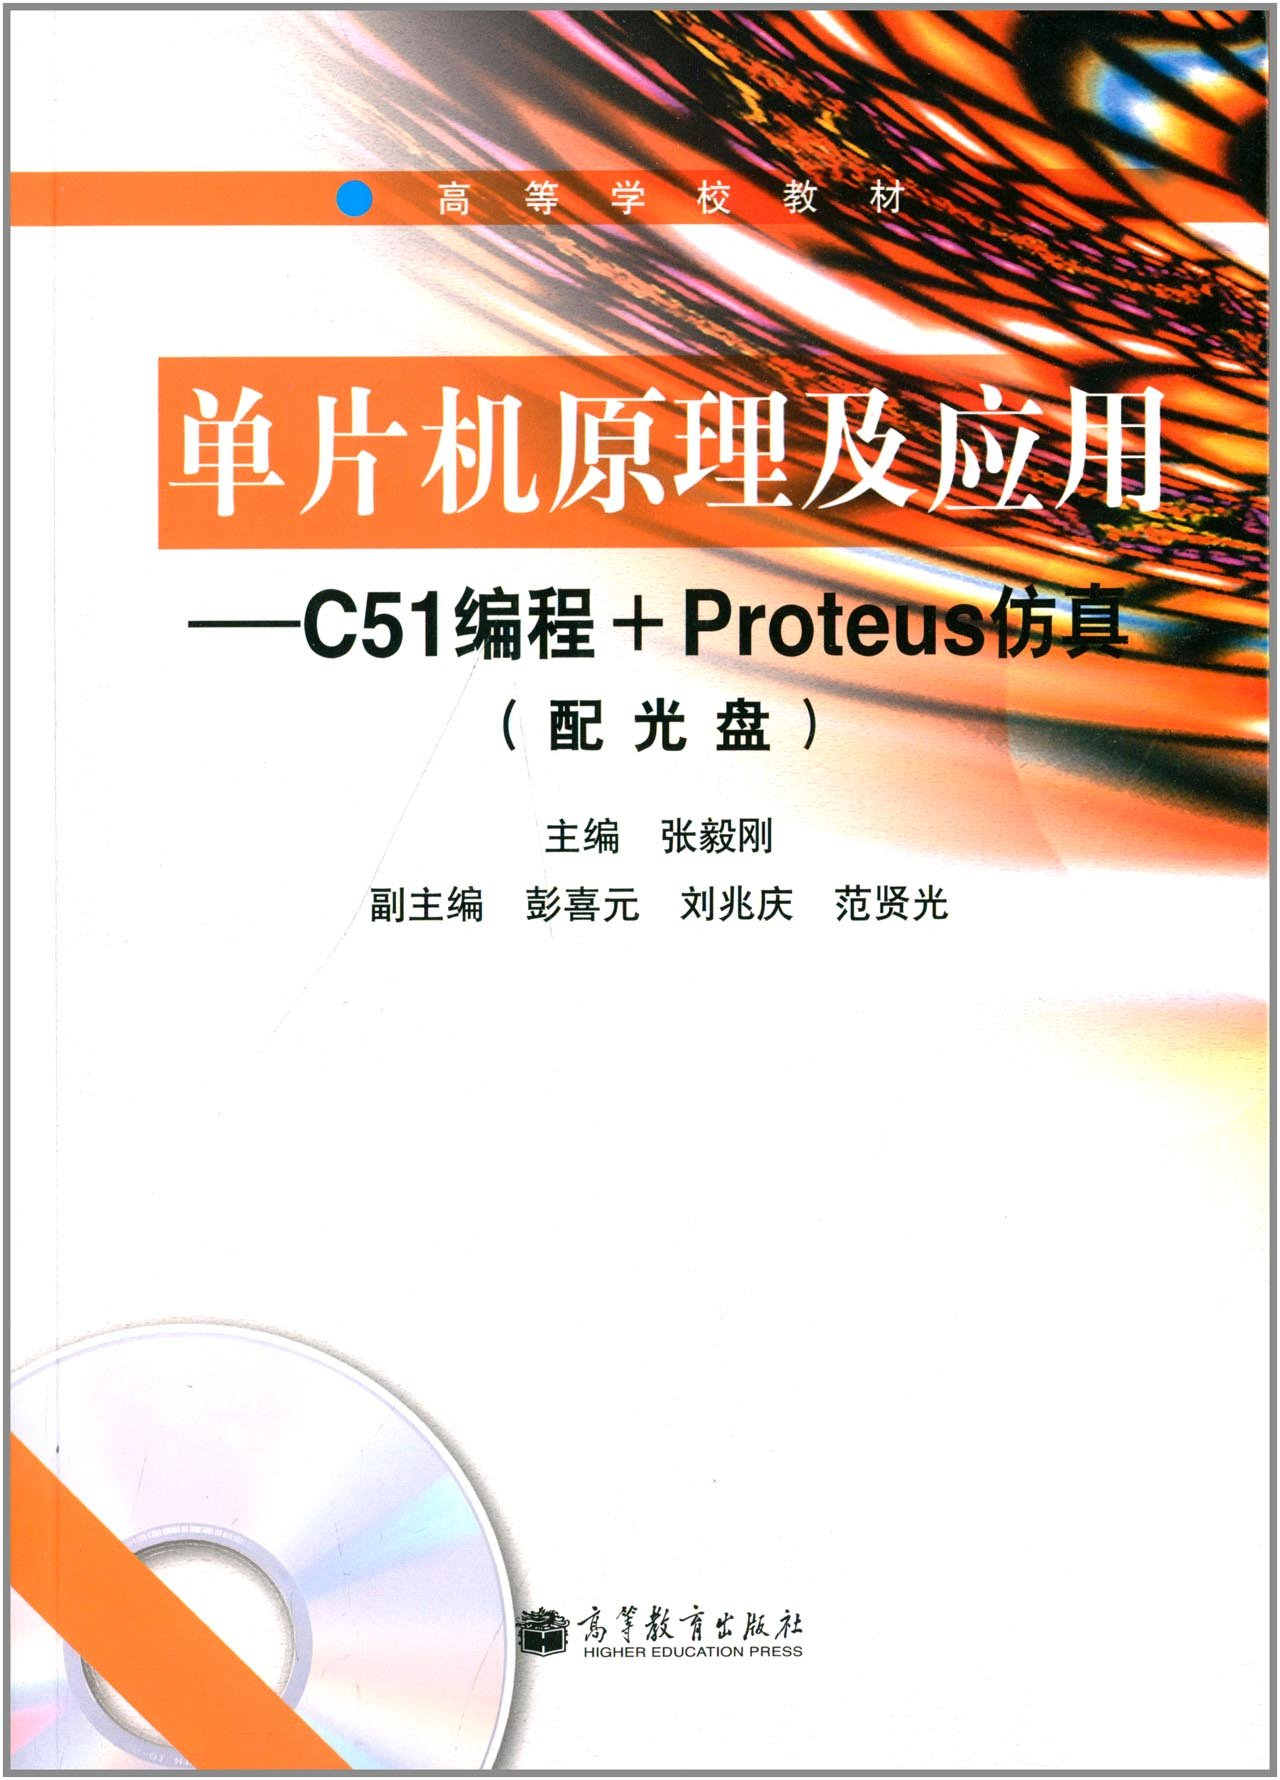 高等学校教材
单片机原理及应用
——C51编程+Proteus仿真
(配光盘)
主编 张毅刚
副主编 彭喜元 刘兆庆 范贤光
高等教育出版社
HIGHER EDUCATION PRESS